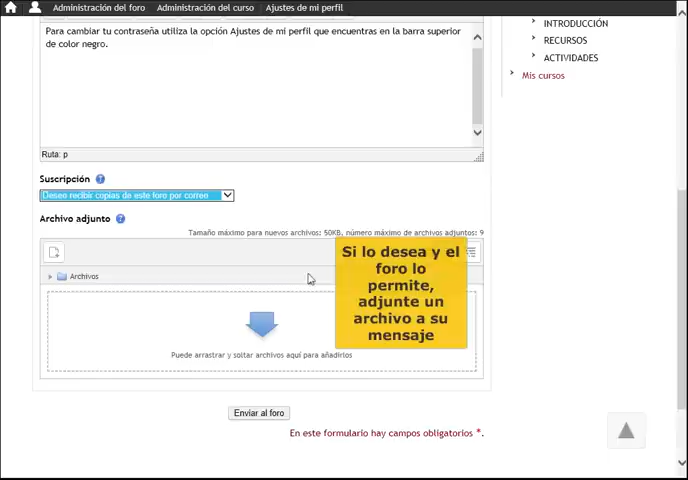 Administración del foro Administración del curso Ajustes de mi perfil
Para cambiar tu contraseña utiliza la opción Ajustes de mi perfil que encuentras en la barra superior
de color negro.
Ruta: p
Suscripción
Deseo recibir copias de este foro por correo
Archivo adjunto
Tamaño máximo para nuevos archivos: 50KB, número máximo de archivos adjuntos: 9
Archivos
Si lo desea y el
foro lo
permite,
adjunte un
archivo a su
mensaje
Puede arrastrar y soltar archivos aquí para añadirlos
Enviar al foro
En este formulario hay campos obligatorios *.
INTRODUCCIÓN
RECURSOS
ACTIVIDADES
Mis cursos